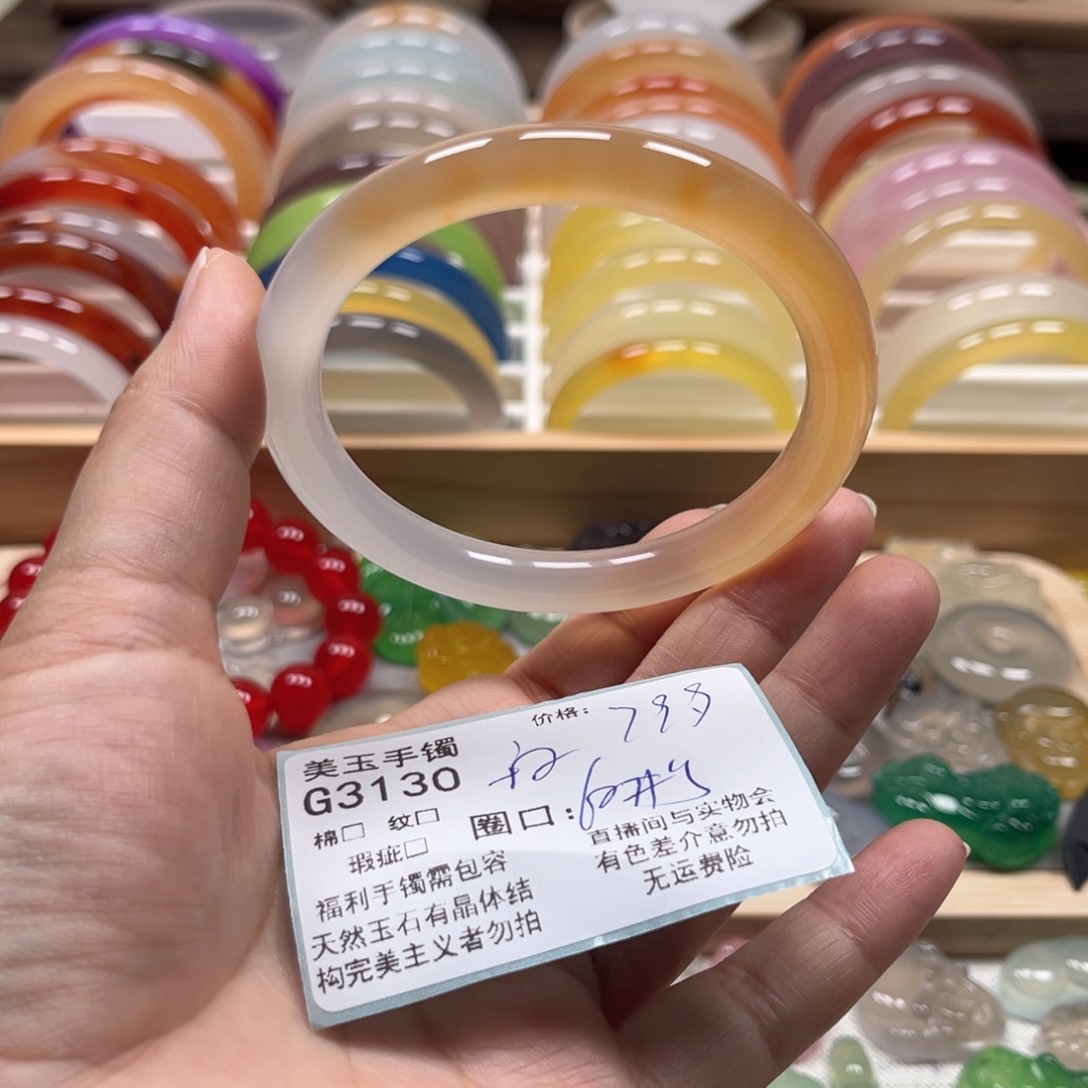 价格:
美玉手镯
G3130
棉□ 纹□
圈口:
瑕疵□
福利手镯需包容
天然玉石有晶体结
构完美主义者勿拍
直播间与实物会
有色差介意勿拍
无运费险